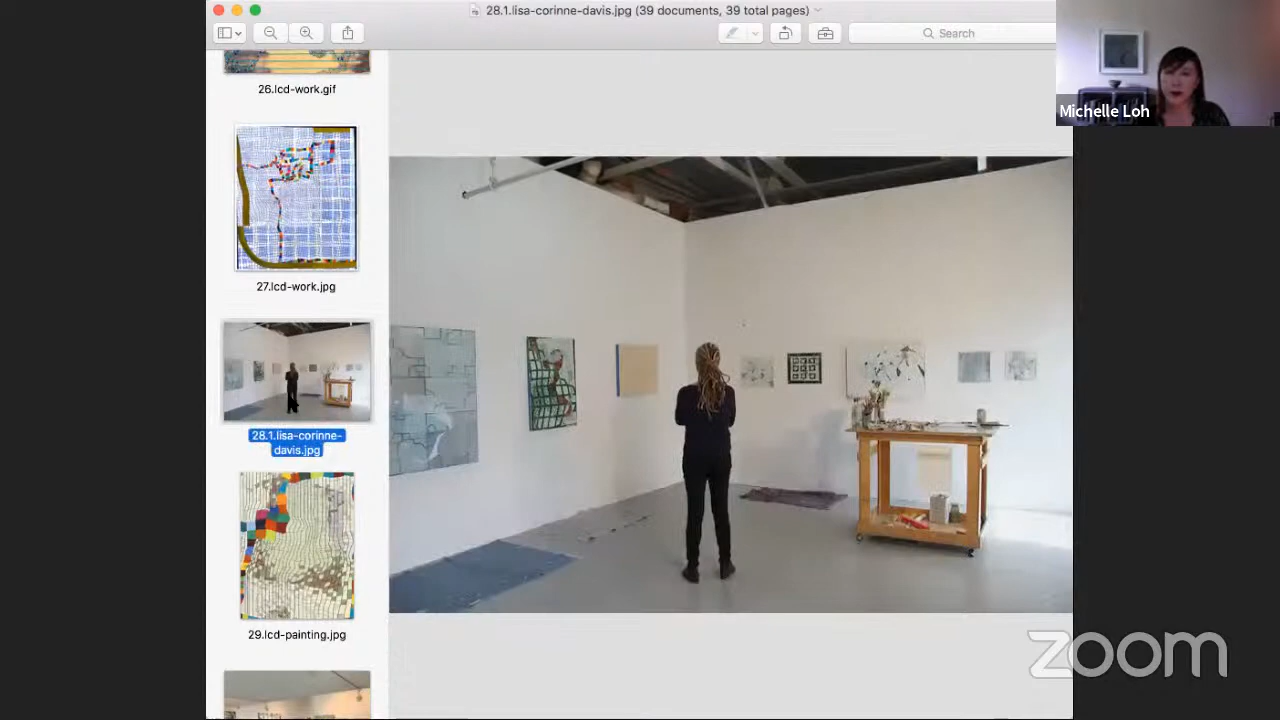 28.1.lisa-corinne-davis.jpg (39 documents, 39 total pages)
Search
Michelle Loh
26.lcd-work.gif
27.lcd-work.jpg
28.1.lisa-corinne-
davis.jpg
29.lcd-painting.jpg
zoom